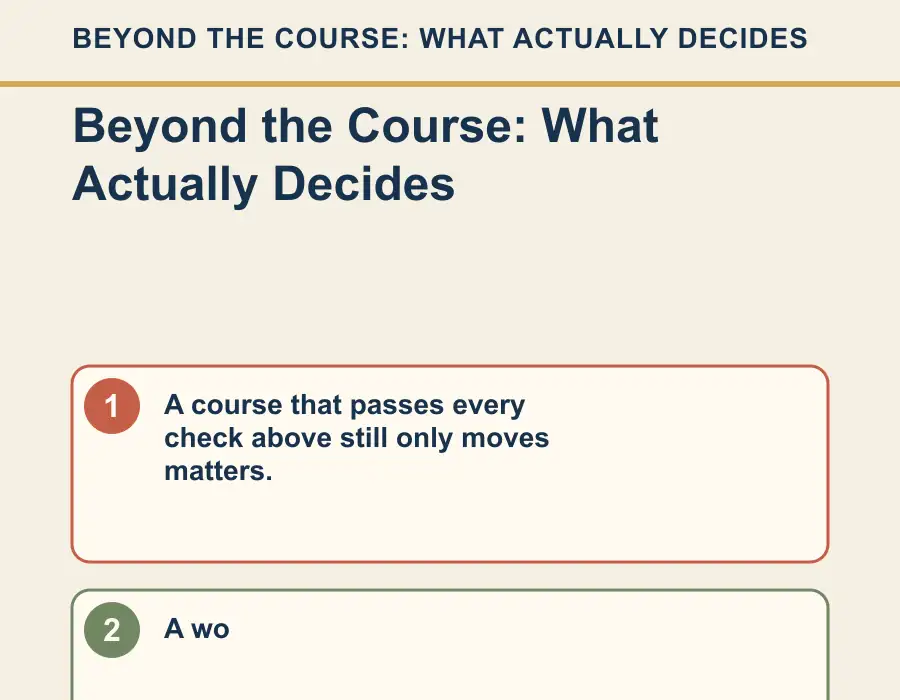 BEYOND THE COURSE: WHAT ACTUALLY DECIDES
Beyond the Course: What
Actually Decides
1
A course that passes every
check above still only moves
matters.
2
A wo